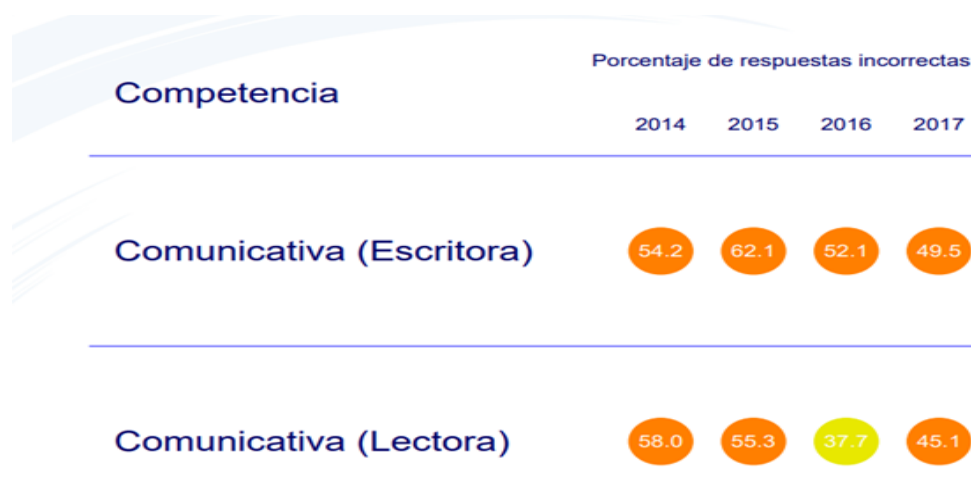 Porcentaje de respuestas incorrectas
Competencia
2014 2015 2016 2017
Comunicativa (Escritora) 54.2 62.1 52.1 49.5
Comunicativa (Lectora) 58.0 55.3 37.7 45.1